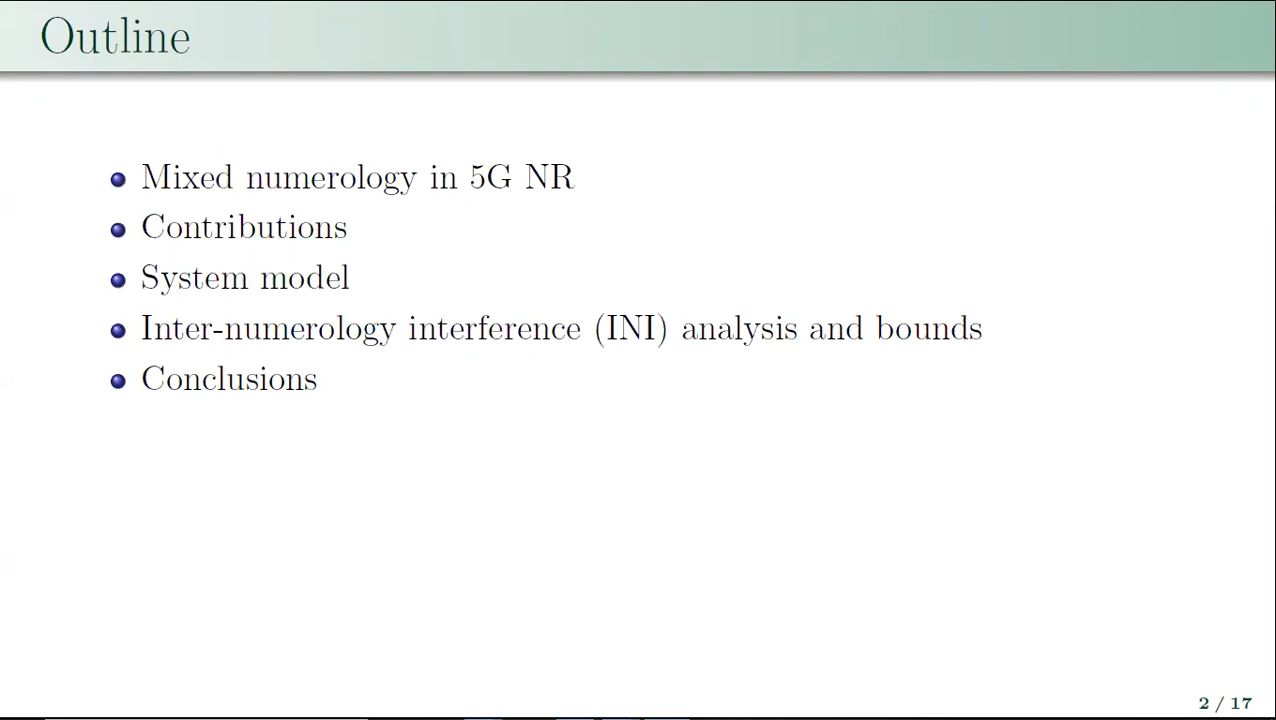 Outline
Mixed numerology in 5G NR
Contributions
System model
Inter-numerology interference (INI) analysis and bounds
Conclusions
2 / 17